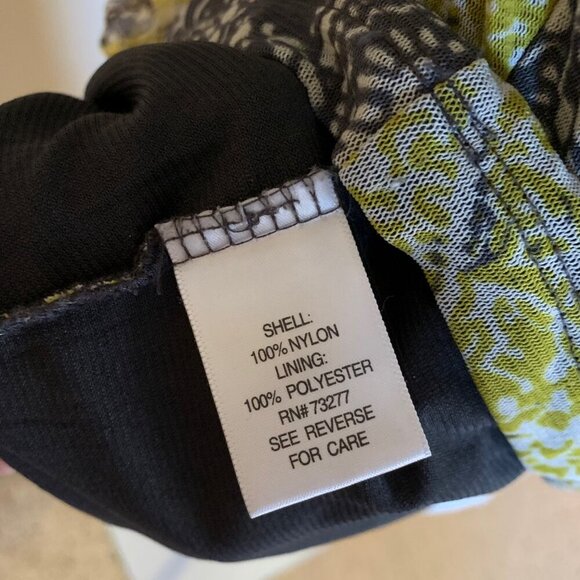 SHELL:
100% NYLON
LINING:
100% POLYESTER
RN# 73277
SEE REVERSE
FOR CARE